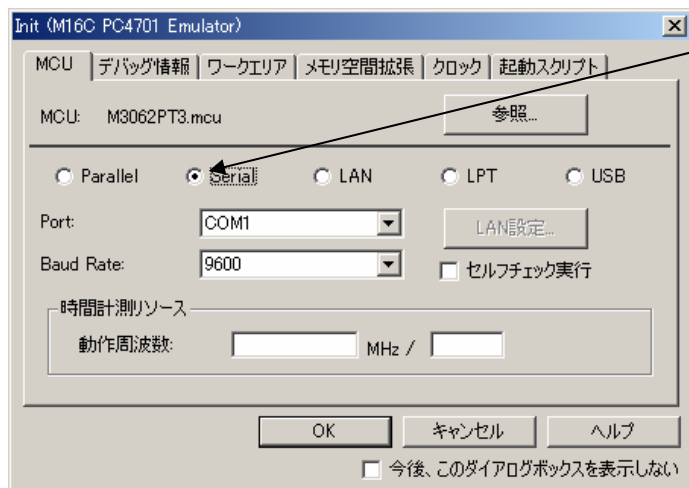 Init (M16C PC4701 Emulator)
MCU デバッグ情報 ワークエリア メモリ空間拡張 クロック 起動スクリプト
MCU: M3062PT3.mcu 参照...
Parallel Serial LAN LPT USB
Port: COM1 LAN設定...
Baud Rate: 9600 セルフチェック実行
時間計測リソース
動作周波数: MHz /
OK キャンセル ヘルプ
今後、このダイアログボックスを表示しない